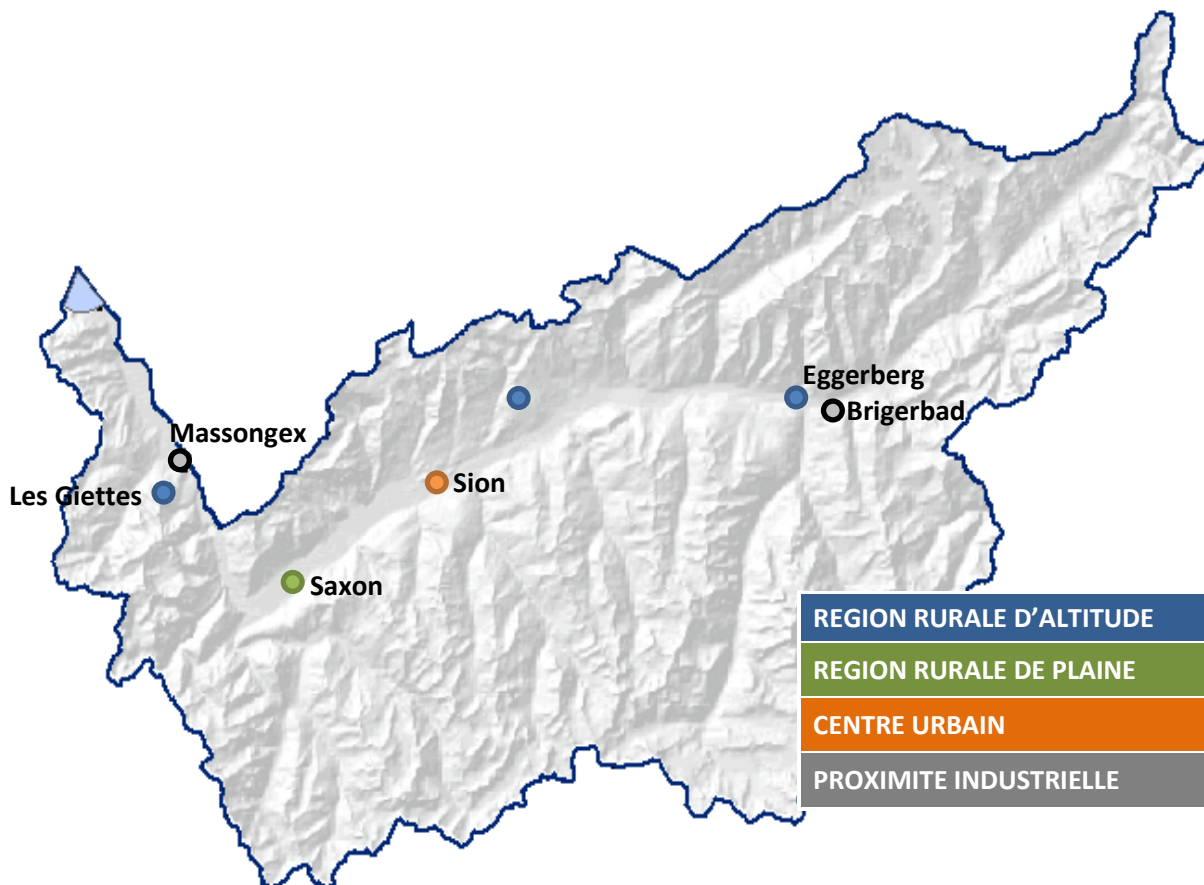 Eggerberg
Brigerbad
Massongex
Les Giettes
Sion
Saxon
REGION RURALE D’ALTITUDE
REGION RURALE DE PLAINE
CENTRE URBAIN
PROXIMITE INDUSTRIELLE